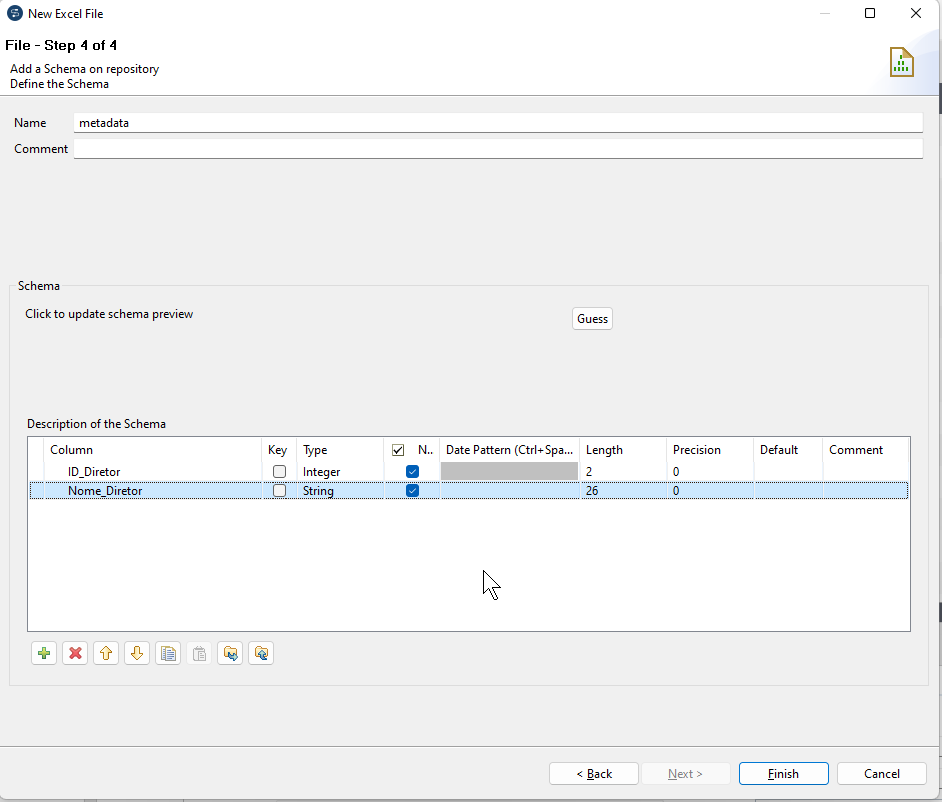 New Excel File
File - Step 4 of 4
Add a Schema on repository
Define the Schema
Name metadata
Comment
Schema
Click to update schema preview Guess
Description of the Schema
Column Key Type N.. Date Pattern (Ctrl+Spa... Length Precision Default Comment
ID_Diretor Integer 2 0
Nome_Diretor String 26 0
< Back Next > Finish Cancel